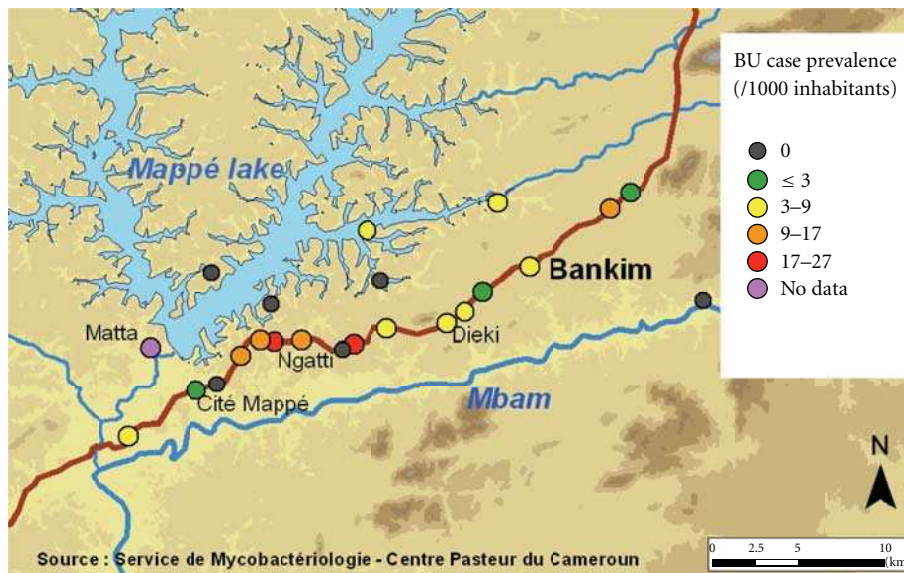 BU case prevalence
(/1000 inhabitants)
0
≤ 3
3–9
9–17
17–27
No data
Mappé lake
Bankim
Matta
Ngatti
Dieki
Cité Mappé
Mbam
N
Source : Service de Mycobactériologie - Centre Pasteur du Cameroun
0 2.5 5 10
(km